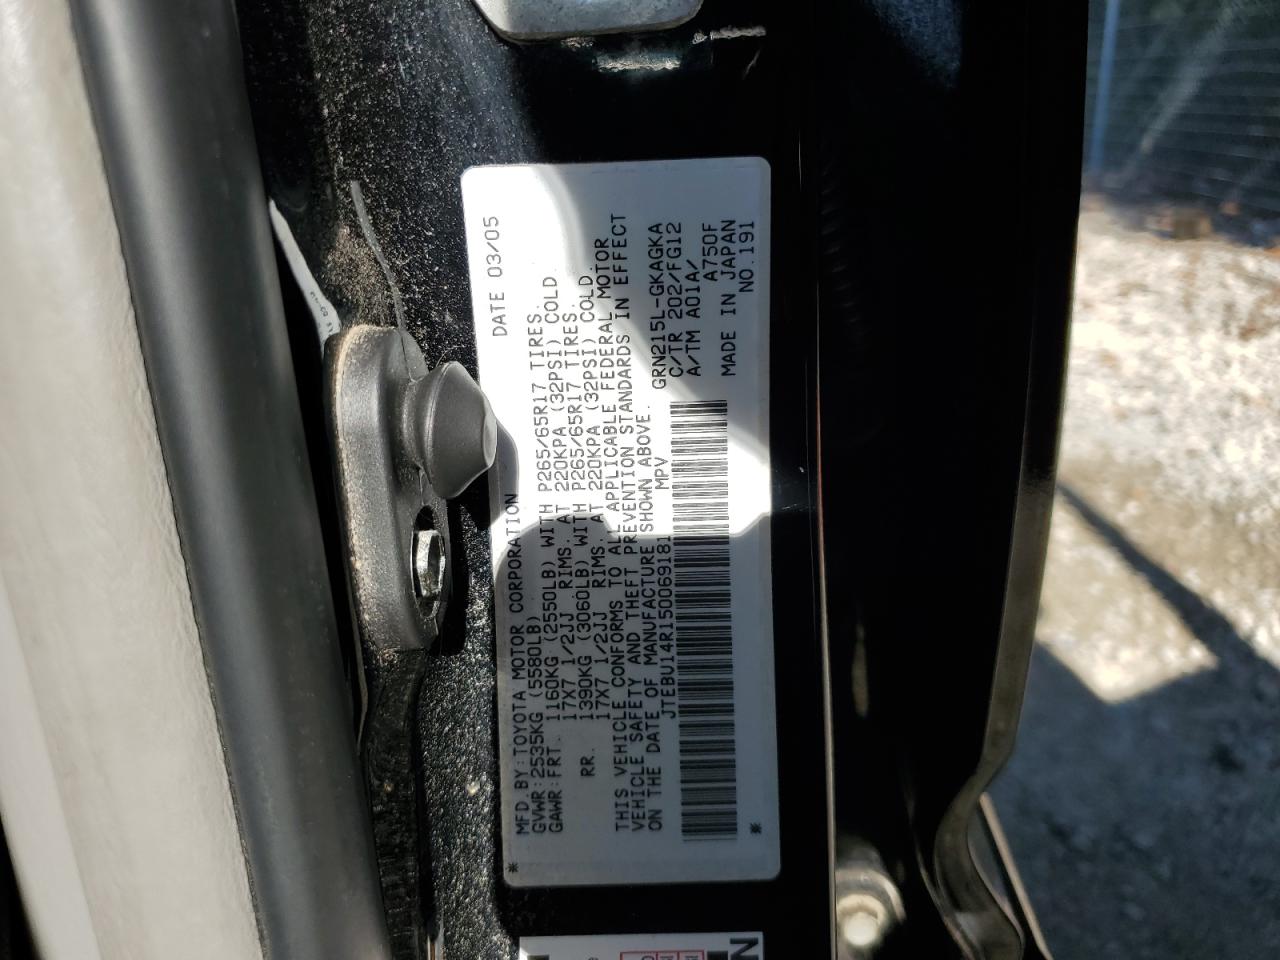 DATE 03/05
MFD. BY: TOYOTA MOTOR CORPORATION
GVWR: 2535KG (5580LB)
GAWR: FRT. 1160KG (2550LB) WITH P265/65R17 TIRES.
17X7 1/2JJ RIMS. AT 220KPA (32PSI) COLD.
RR. 1390KG (3060LB) WITH P265/65R17 TIRES.
17X7 1/2JJ RIMS. AT 220KPA (32PSI) COLD.
THIS VEHICLE CONFORMS TO ALL APPLICABLE FEDERAL MOTOR
VEHICLE SAFETY AND THEFT PREVENTION STANDARDS IN EFFECT
ON THE DATE OF MANUFACTURE SHOWN ABOVE.
JTEBU14R150069181 MPV GRN215L-GKAGKA
C/TR 202/FG12
A/TM A01A/
A750F
MADE IN JAPAN
NO.191